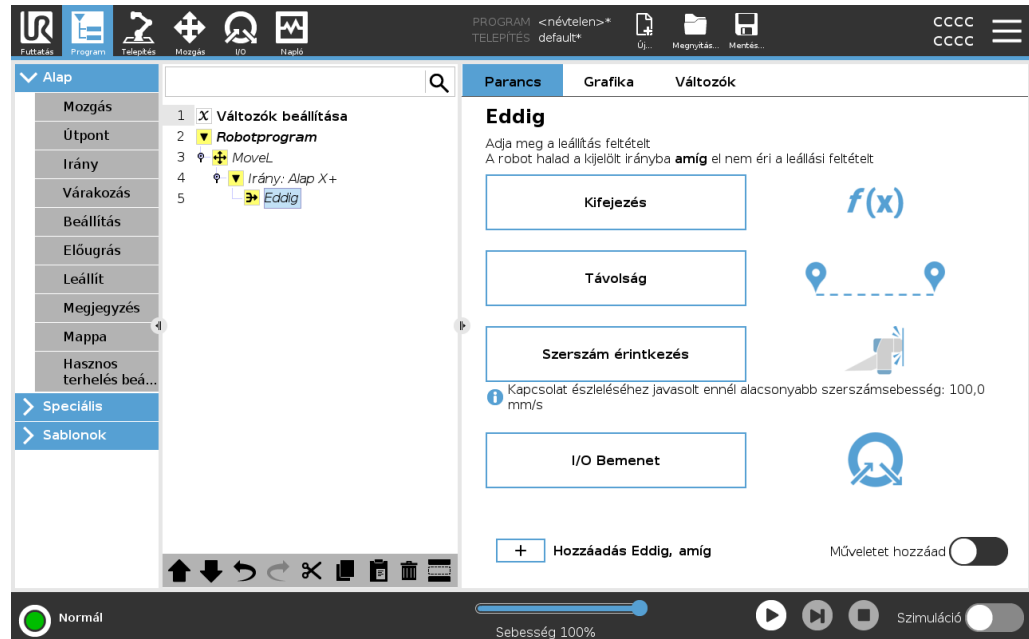 UR
PROGRAM <névtelen>*
TELEPÍTÉS default*
cccc
cccc
Futtatás
Program
Telepítés
Mozgás
I/O
Napló
Új...
Megnyitás...
Mentés...
Alap
Mozgás
Útpont
Irány
Várakozás
Beállítás
Előugrás
Leállít
Megjegyzés
Mappa
Hasznos
terhelés beá...
Speciális
Sablonok
1 X Változók beállítása
2 Robotprogram
3 MoveL
4 Irány: Alap X+
5 Eddig
Parancs
Grafika
Változók
Eddig
Adja meg a leállítás feltételt
A robot halad a kijelölt irányba amíg el nem éri a leállási feltételt
Kifejezés
f(x)
Távolság
Szerszám érintkezés
Kapcsolat észleléséhez javasolt ennél alacsonyabb szerszámsebesség: 100,0
mm/s
I/O Bemenet
+ Hozzáadás Eddig, amíg
Műveletet hozzáad
Normál
Sebesség 100%
Szimuláció